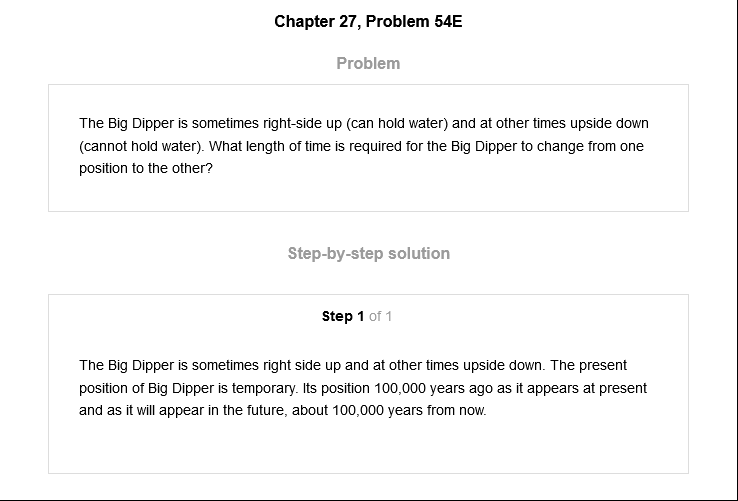 Chapter 27, Problem 54E
Problem
The Big Dipper is sometimes right-side up (can hold water) and at other times upside down
(cannot hold water). What length of time is required for the Big Dipper to change from one
position to the other?
Step-by-step solution
Step 1 of 1
The Big Dipper is sometimes right side up and at other times upside down. The present
position of Big Dipper is temporary. Its position 100,000 years ago as it appears at present
and as it will appear in the future, about 100,000 years from now.